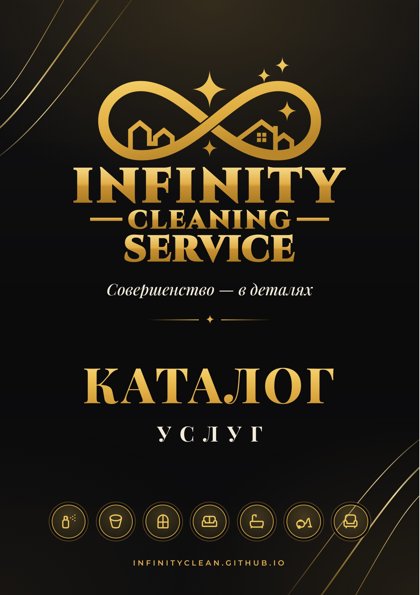 INFINITY
CLEANING
SERVICE
Совершенство — в деталях
КАТАЛОГ
УСЛУГ
INFINITYCLEAN.GITHUB.IO